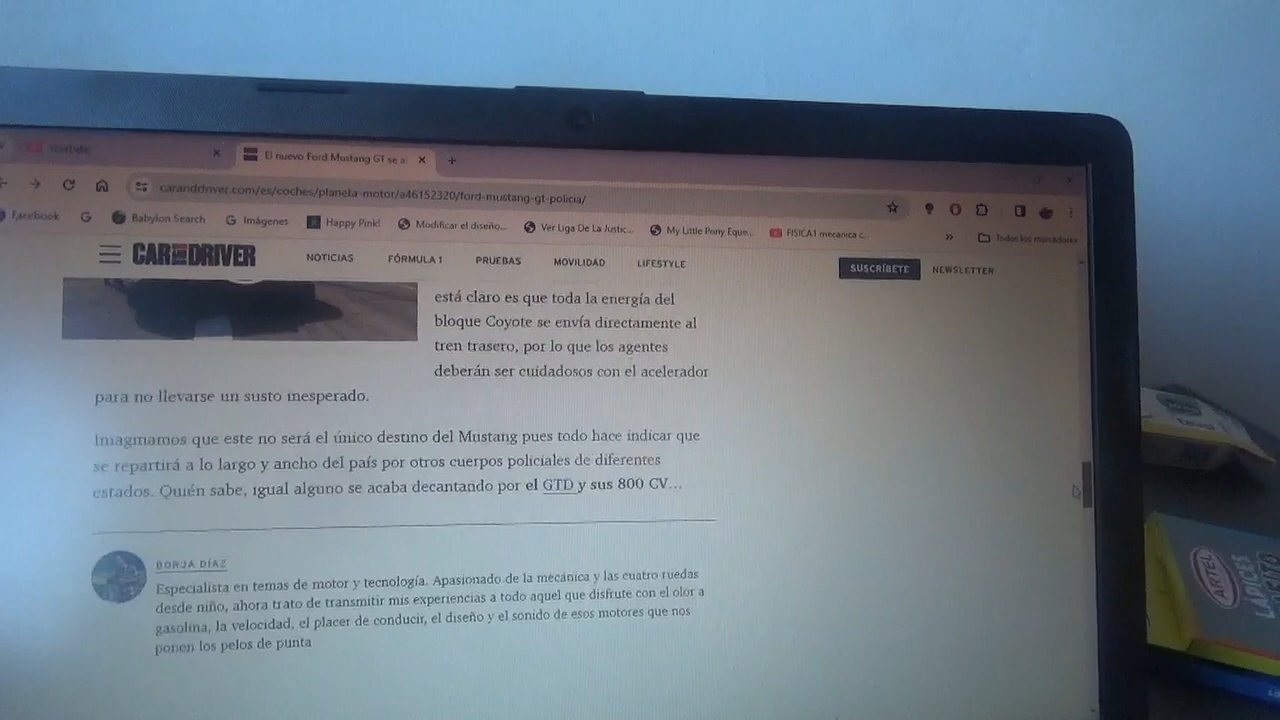 El nuevo Ford Mustang GT se a
carandriver.com/es/coches/planeta-motor/a46152320/ford-mustang-gt-policia/
Facebook
Babylon Search
Imágenes
Happy Pink!
Modificar el diseño...
Ver Liga De La Justic...
My Little Pony Eque...
FISICA1 mecanica c...
Todos los marcadores
CAR AND DRIVER
NOTICIAS
FÓRMULA 1
PRUEBAS
MOVILIDAD
LIFESTYLE
SUSCRÍBETE
NEWSLETTER
está claro es que toda la energía del
bloque Coyote se envía directamente al
tren trasero, por lo que los agentes
deberán ser cuidadosos con el acelerador
para no llevarse un susto inesperado.
Imaginamos que este no será el único destino del Mustang pues todo hace indicar que
se repartirá a lo largo y ancho del país por otros cuerpos policiales de diferentes
estados. Quién sabe, igual alguno se acaba decantando por el GTD y sus 800 CV...
BORJA DÍAZ
Especialista en temas de motor y tecnología. Apasionado de la mecánica y las cuatro ruedas
desde niño, ahora trato de transmitir mis experiencias a todo aquel que disfrute con el olor a
gasolina, la velocidad, el placer de conducir, el diseño y el sonido de esos motores que nos
ponen los pelos de punta
ARTEL
LÁPICES